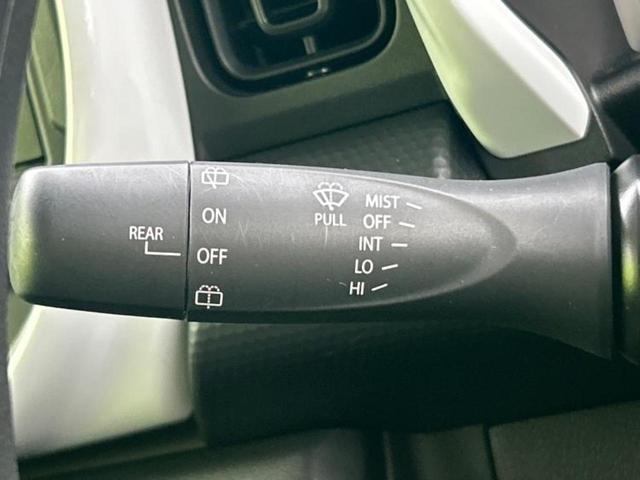 REAR
ON
OFF
PULL
MIST
OFF
INT
LO
HI